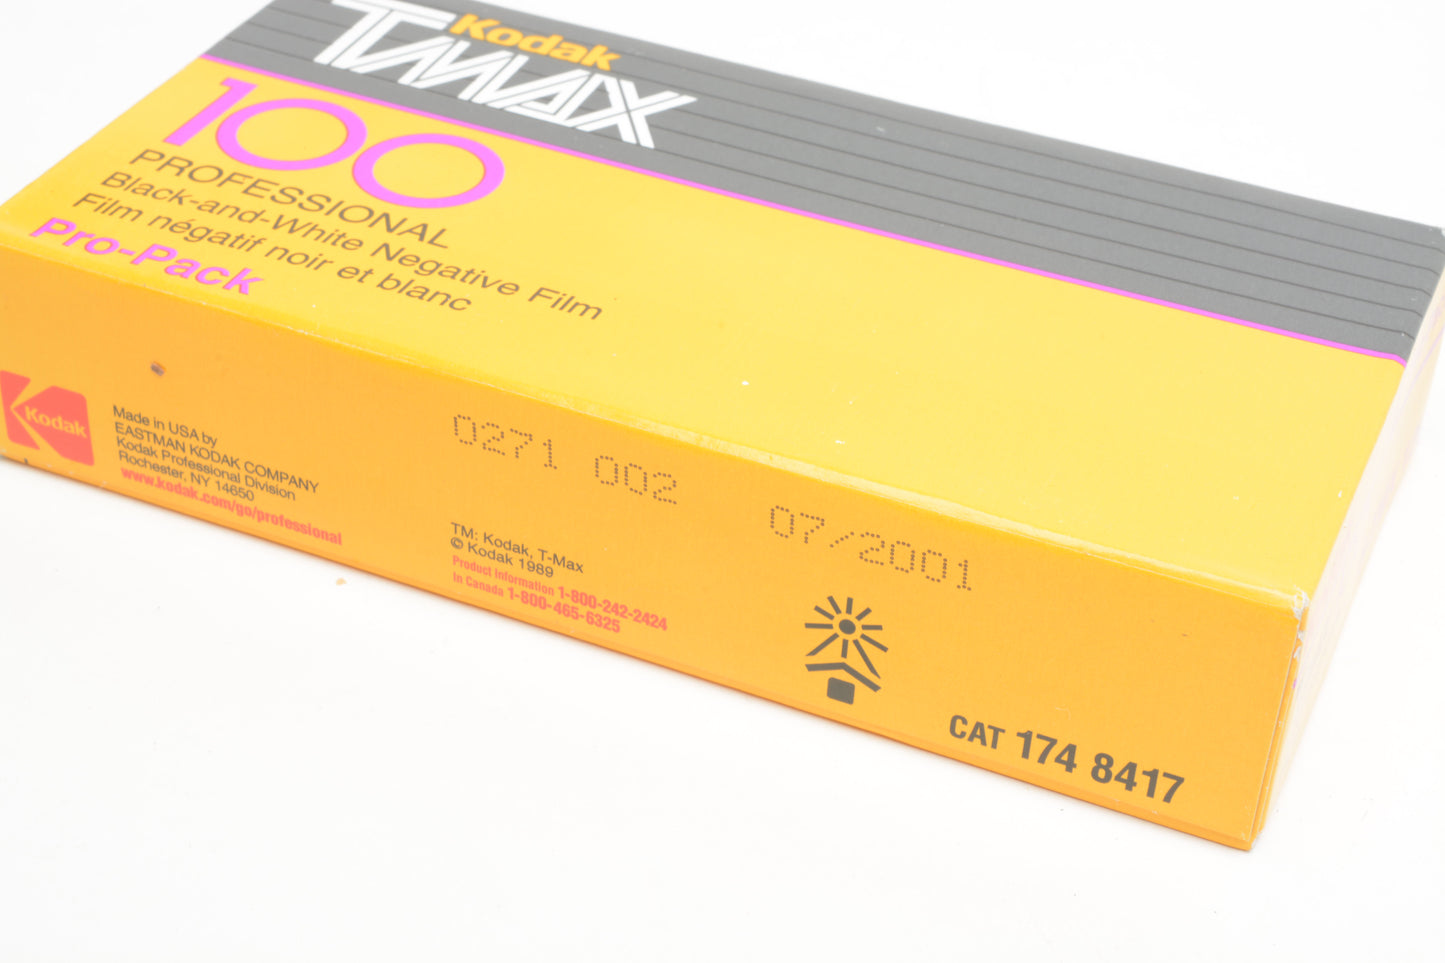 Kodak
TMAX
100
PROFESSIONAL
Black-and-White Negative Film
Film négatif noir et blanc
Pro-Pack
Kodak
Made in USA by
EASTMAN KODAK COMPANY
Kodak Professional Division
Rochester, NY 14650
www.kodak.com/go/professional
0271 002 07/2001
TM: Kodak, T-Max
© Kodak 1989
Product Information 1-800-242-2424
In Canada 1-800-465-6325
CAT 174 8417